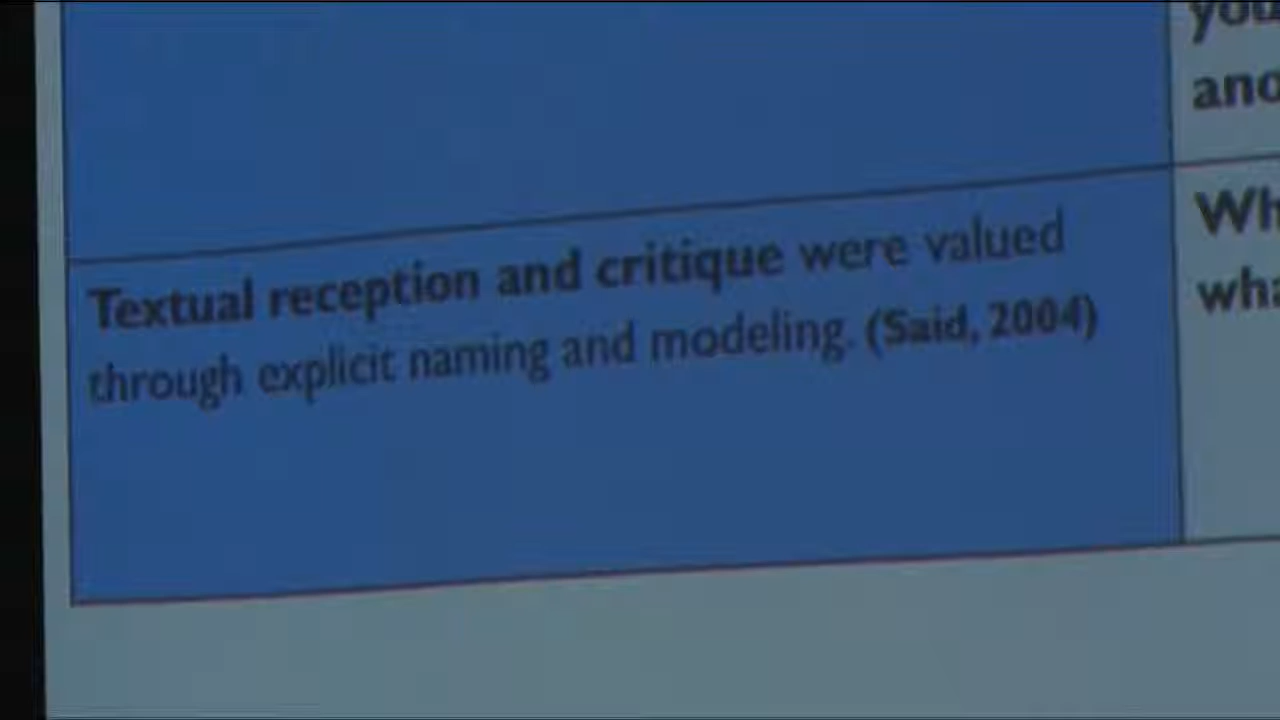 Textual reception and critique were valued
through explicit naming and modeling. (Said, 2004)